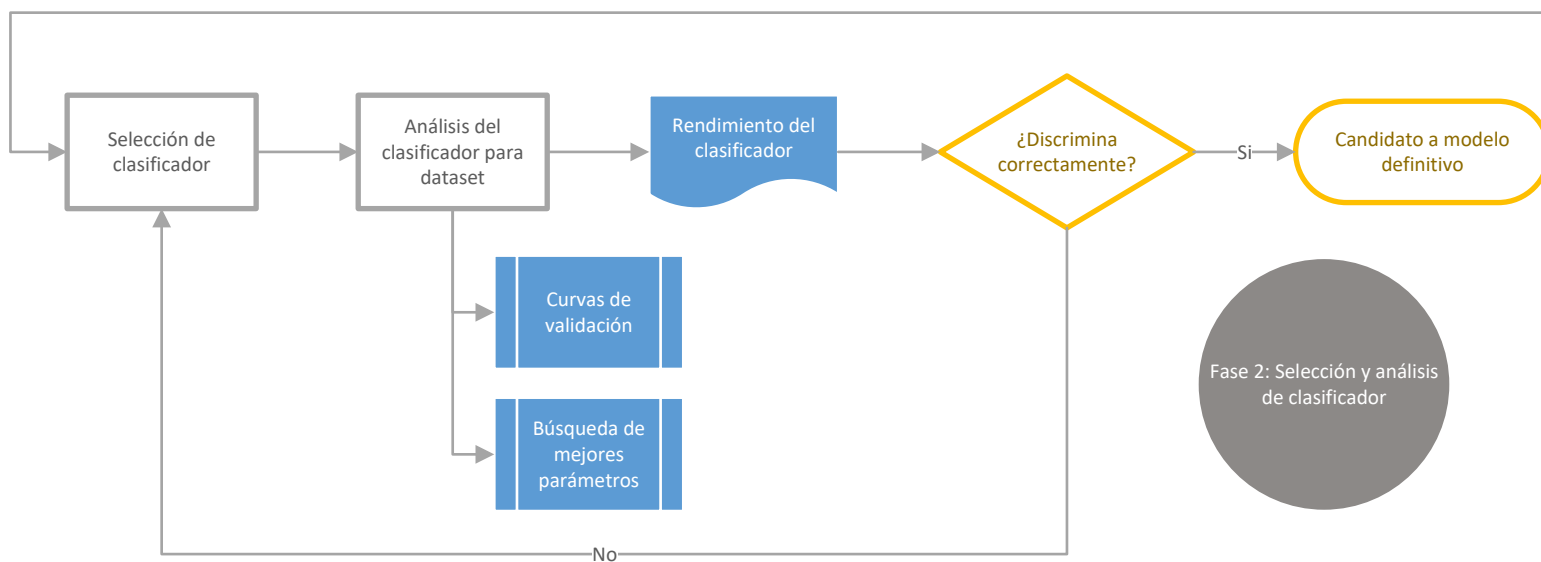 Selección de
clasificador
Análisis del
clasificador para
dataset
Rendimiento del
clasificador
¿Discrimina
correctamente?
Si
Candidato a modelo
definitivo
Curvas de
validación
Búsqueda de
mejores
parámetros
Fase 2: Selección y análisis
de clasificador
No